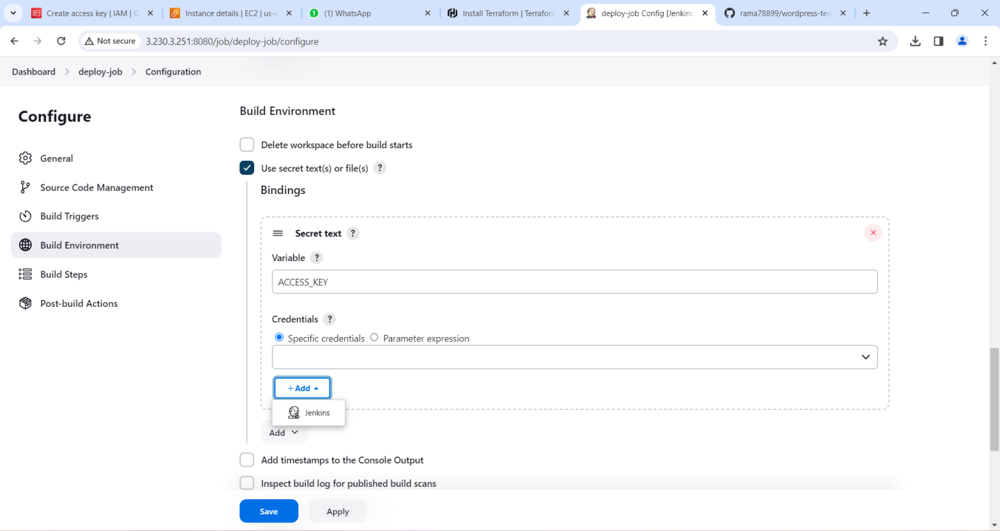 Create access key | IAM | G
Instance details | EC2 | us-e
(1) WhatsApp
Install Terraform | Terraform
deploy-job Config [Jenkins
rama78899/wordpress-terr
Not secure
3.230.3.251:8080/job/deploy-job/configure
Dashboard > deploy-job > Configuration
Configure
General
Source Code Management
Build Triggers
Build Environment
Build Steps
Post-build Actions
Build Environment
Delete workspace before build starts
Use secret text(s) or file(s) ?
Bindings
Secret text ?
Variable ?
ACCESS_KEY
Credentials ?
Specific credentials Parameter expression
+Add
Jenkins
Add
Add timestamps to the Console Output
Inspect build log for published build scans
Save Apply